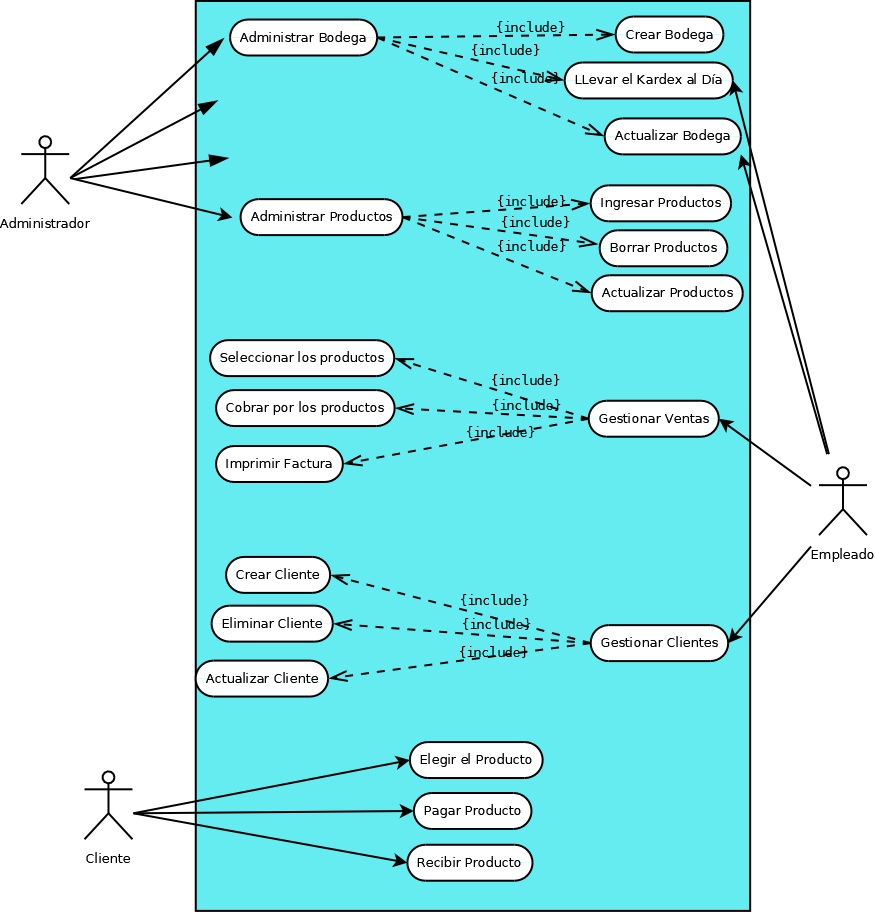 Administrar Bodega
{include}
Crear Bodega
{include}
LLevar el Kardex al Día
{include}
Actualizar Bodega
Administrador
Administrar Productos
{include}
Ingresar Productos
{include}
Borrar Productos
{include}
Actualizar Productos
Seleccionar los productos
{include}
Cobrar por los productos
{include}
Gestionar Ventas
{include}
Imprimir Factura
Empleado
Crear Cliente
{include}
Eliminar Cliente
{include}
Gestionar Clientes
{include}
Actualizar Cliente
Elegir el Producto
Pagar Producto
Cliente
Recibir Producto